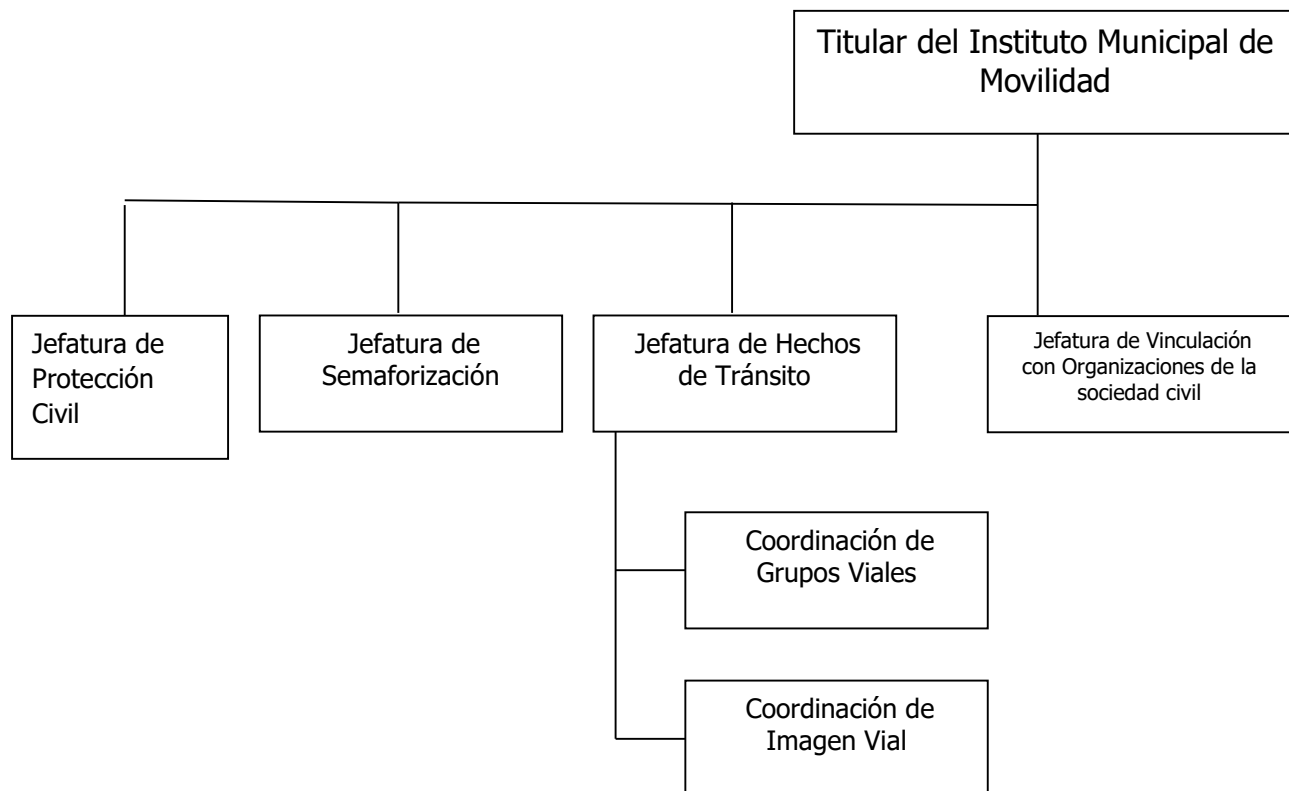 Titular del Instituto Municipal de
Movilidad
Jefatura de
Protección
Civil
Jefatura de
Semaforización
Jefatura de Hechos
de Tránsito
Jefatura de Vinculación
con Organizaciones de la
sociedad civil
Coordinación de
Grupos Viales
Coordinación de
Imagen Vial